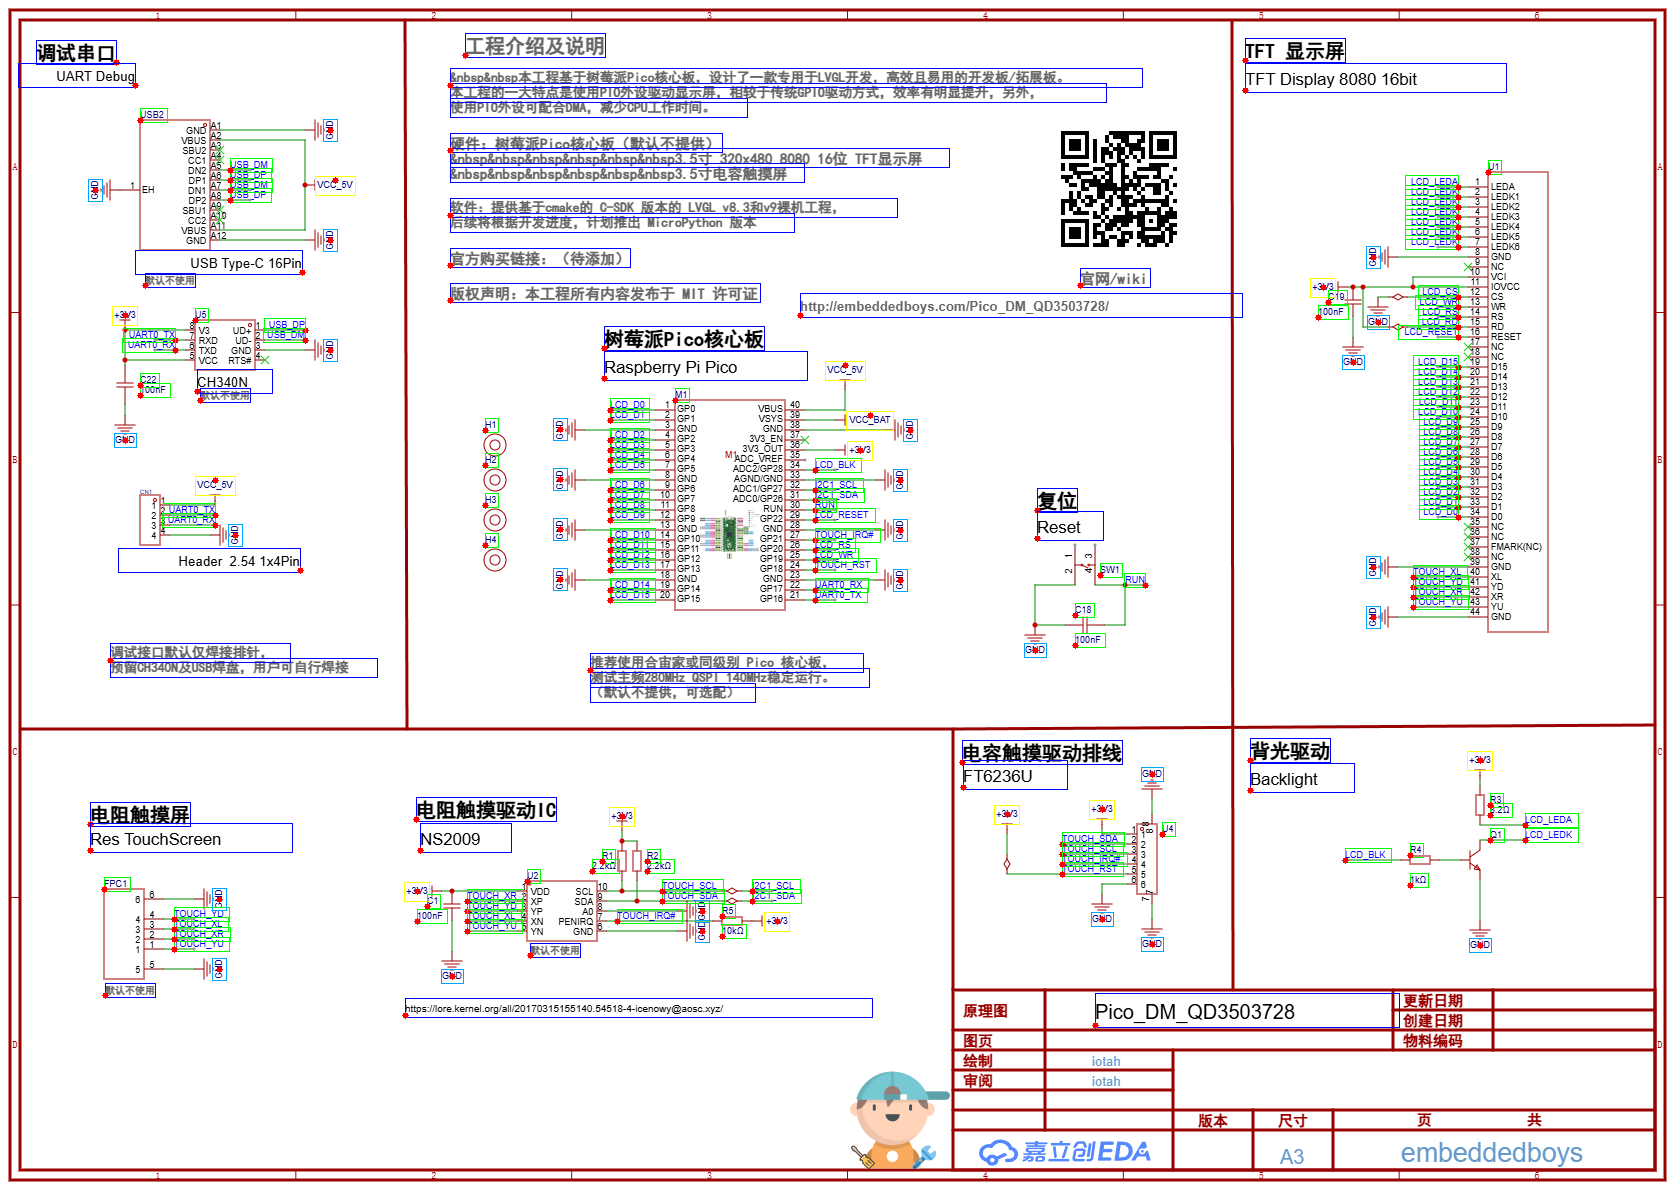 调试串口
UART Debug
USB2
GND A1
VBUS A2
SBU2 A3
CC1 A4
DN2 A5 USB_DM
DP1 A6 USB_DP
DN1 A7 USB_DM
DP2 A8 USB_DP
SBU1 A9
CC2 A10
VBUS A11
GND A12
1 EH
GND
VCC_5V
USB Type-C 16Pin
默认不使用
+3V3
U5
UART0_TX
UART0_RX
8 V3
7 RXD
6 TXD
5 VCC
UD+ 1 USB_DP
UD- 2 USB_DM
GND 3
RTS# 4
GND
CH340N
默认不使用
C22
100nF
GND
VCC_5V
CN1
1
2 UART0_TX
3 UART0_RX
4
GND
Header 2.54 1x4Pin
调试接口默认仅焊接排针，
预留CH340N及USB焊盘，用户可自行焊接
工程介绍及说明
&nbsp&nbsp本工程基于树莓派Pico核心板，设计了一款专用于LVGL开发，高效且易用的开发板/拓展板。
本工程的一大特点是使用PIO外设驱动显示屏，相较于传统GPIO驱动方式，效率有明显提升，另外，
使用PIO外设可配合DMA，减少CPU工作时间。
硬件：树莓派Pico核心板（默认不提供）
&nbsp&nbsp&nbsp&nbsp&nbsp&nbsp3.5寸 320x480 8080 16位 TFT显示屏
&nbsp&nbsp&nbsp&nbsp&nbsp&nbsp3.5寸电容触摸屏
软件：提供基于cmake的 C-SDK 版本的 LVGL v8.3和v9裸机工程，
后续将根据开发进度，计划推出 MicroPython 版本
官方购买链接：（待添加）
版权声明：本工程所有内容发布于 MIT 许可证
官网/wiki
http://embeddedboys.com/Pico_DM_QD3503728/
树莓派Pico核心板
Raspberry Pi Pico
VCC_5V
M1
LCD_D0 1 GP0
LCD_D1 2 GP1
GND 3 GND
LCD_D2 4 GP2
LCD_D3 5 GP3
LCD_D4 6 GP4
LCD_D5 7 GP5
GND 8 GND
LCD_D6 9 GP6
LCD_D7 10 GP7
LCD_D8 11 GP8
LCD_D9 12 GP9
GND 13 GND
LCD_D10 14 GP10
LCD_D11 15 GP11
LCD_D12 16 GP12
LCD_D13 17 GP13
GND 18 GND
LCD_D14 19 GP14
LCD_D15 20 GP15
M1
VBUS 40
VSYS 39 VCC_BAT
GND 38 GND
3V3_EN 37
3V3_OUT 36 +3V3
ADC_VREF 35
ADC2/GP28 34 LCD_BLK
AGND/GND 33 GND
ADC1/GP27 32 I2C1_SCL
ADC0/GP26 31 I2C1_SDA
RUN 30 RUN
GP22 29 LCD_RESET
GND 28 GND
GP21 27 TOUCH_IRQ#
GP20 26 LCD_RS
GP19 25 LCD_WR
GP18 24 TOUCH_RST
GND 23 GND
GP17 22 UART0_RX
GP16 21 UART0_TX
H1
H2
H3
H4
推荐使用合宙家或同级别 Pico 核心板，
测试主频280MHz QSPI 140MHz稳定运行。
（默认不提供，可选配）
复位
Reset
1 3
2 4
SW1
RUN
C18
100nF
GND
TFT 显示屏
TFT Display 8080 16bit
U1
LCD_LEDA 1 LEDA
LCD_LEDK 2 LEDK1
LCD_LEDK 3 LEDK2
LCD_LEDK 4 LEDK3
LCD_LEDK 5 LEDK4
LCD_LEDK 6 LEDK5
LCD_LEDK 7 LEDK6
GND 8 GND
9 NC
10 VCI
+3V3 11 IOVCC
C19
100nF
GND
GND
LCD_CS 12 CS
LCD_WR 13 WR
LCD_RS 14 RS
LCD_RD 15 RD
LCD_RESET 16 RESET
17 NC
18 NC
LCD_D15 19 D15
LCD_D14 20 D14
LCD_D13 21 D13
LCD_D12 22 D12
LCD_D11 23 D11
LCD_D10 24 D10
LCD_D9 25 D9
LCD_D8 26 D8
LCD_D7 27 D7
LCD_D6 28 D6
LCD_D5 29 D5
LCD_D4 30 D4
LCD_D3 31 D3
LCD_D2 32 D2
LCD_D1 33 D1
LCD_D0 34 D0
35 NC
36 NC
37 FMARK(NC)
38 NC
GND 39 GND
TOUCH_XL 40 XL
TOUCH_YD 41 YD
TOUCH_XR 42 XR
TOUCH_YU 43 YU
GND 44 GND
电阻触摸屏
Res TouchScreen
FPC1
6 6 GND
4 4 TOUCH_YD
3 3 TOUCH_XL
2 2 TOUCH_XR
1 1 TOUCH_YU
5 5 GND
默认不使用
电阻触摸驱动IC
NS2009
+3V3
R1
2.2kΩ
R2
2.2kΩ
+3V3
C1
100nF
GND
U2
1 VDD
TOUCH_XR 2 XP
TOUCH_YD 3 YP
TOUCH_XL 4 XN
TOUCH_YU 5 YN
SCL 10 TOUCH_SCL I2C1_SCL
SDA 9 TOUCH_SDA I2C1_SDA
A0 8 GND
PENIRQ 7 TOUCH_IRQ#
GND 6 GND
R5
10kΩ
+3V3
默认不使用
https://lore.kernel.org/all/20170315155140.54518-4-icenowy@aosc.xyz/
电容触摸驱动排线
FT6236U
GND
+3V3
+3V3
U4
8 8
1 1
TOUCH_SDA 2 2
TOUCH_SCL 3 3
TOUCH_IRQ# 4 4
TOUCH_RST 5 5
6 6
7 7
GND
GND
背光驱动
Backlight
+3V3
R3
8.2Ω
LCD_LEDA
Q1
LCD_LEDK
LCD_BLK
R4
1kΩ
GND
原理图
Pico_DM_QD3503728
更新日期
创建日期
图页
物料编码
绘制 iotah
审阅 iotah
版本 尺寸 页 共
嘉立创EDA
A3
embeddedboys